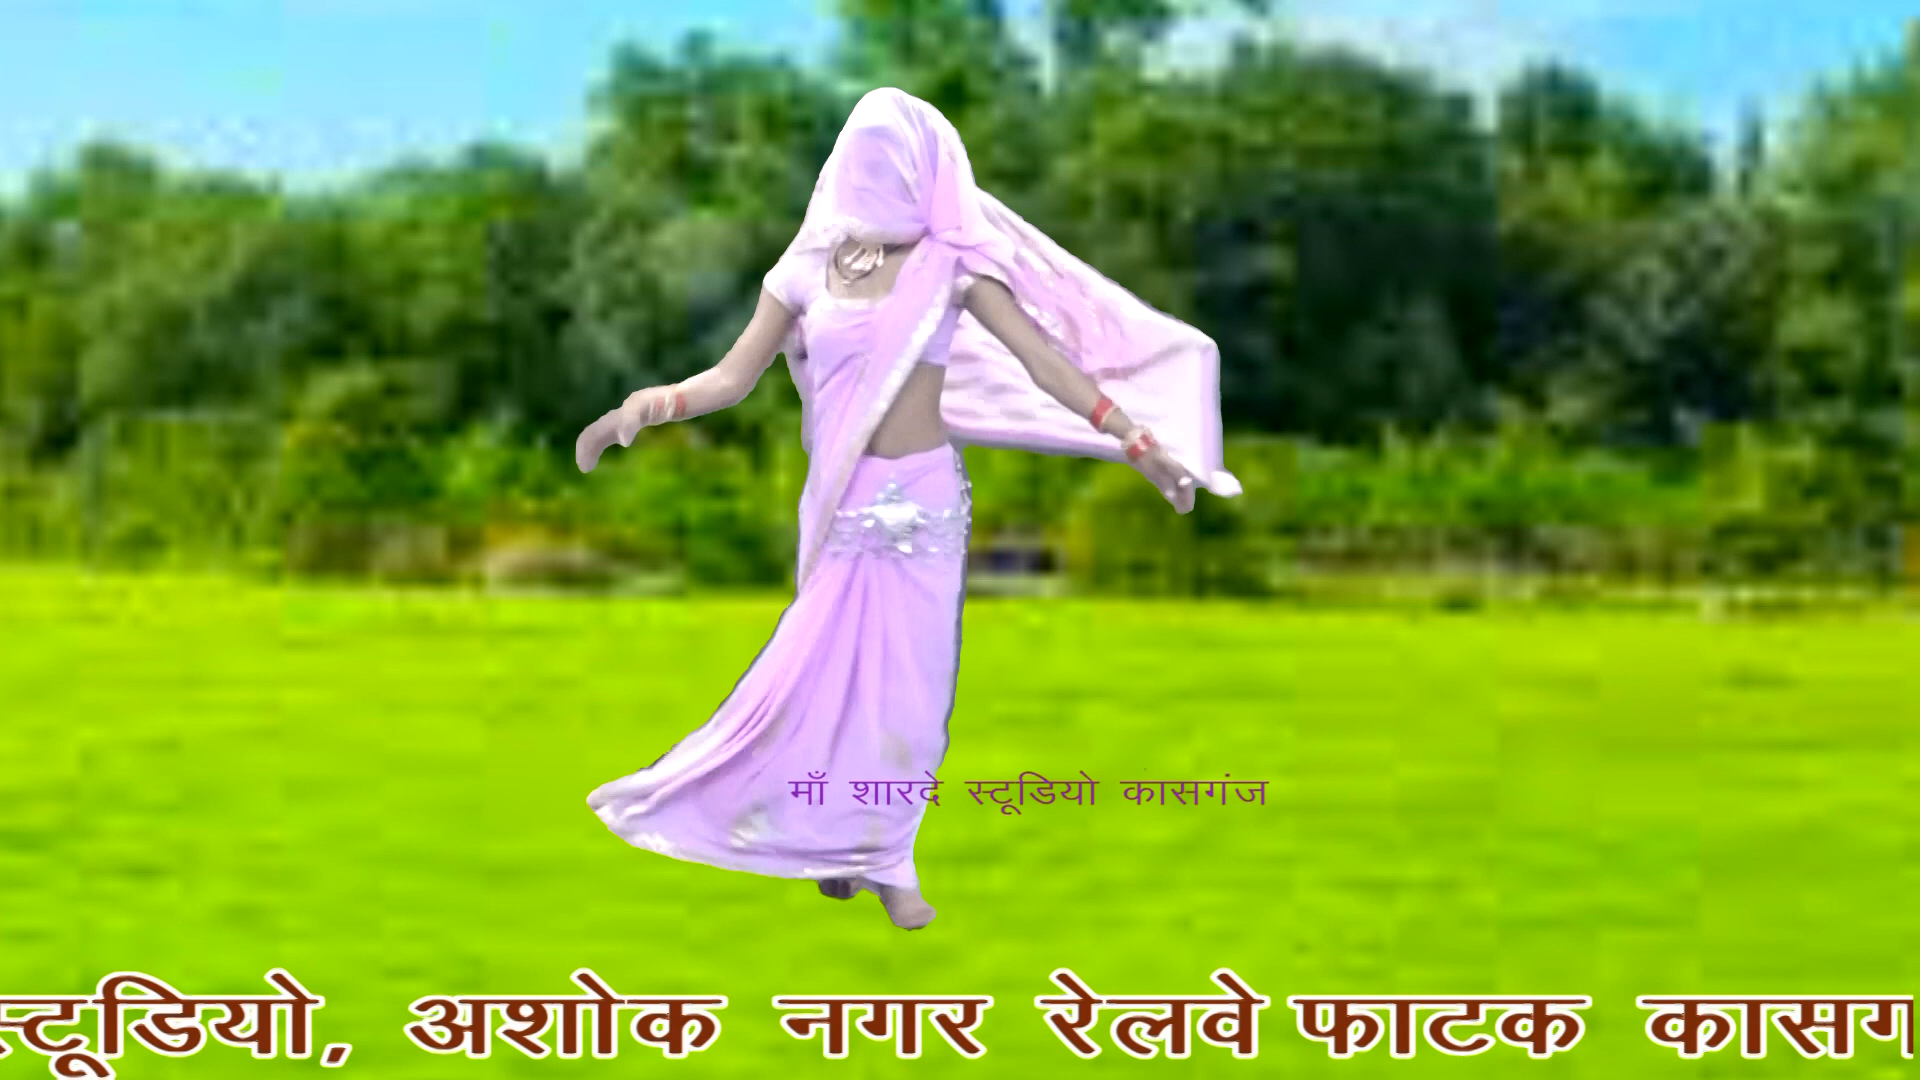 माँ शारदे स्टूडियो कासगंज
स्टूडियो, अशोक नगर रेलवे फाटक कासग